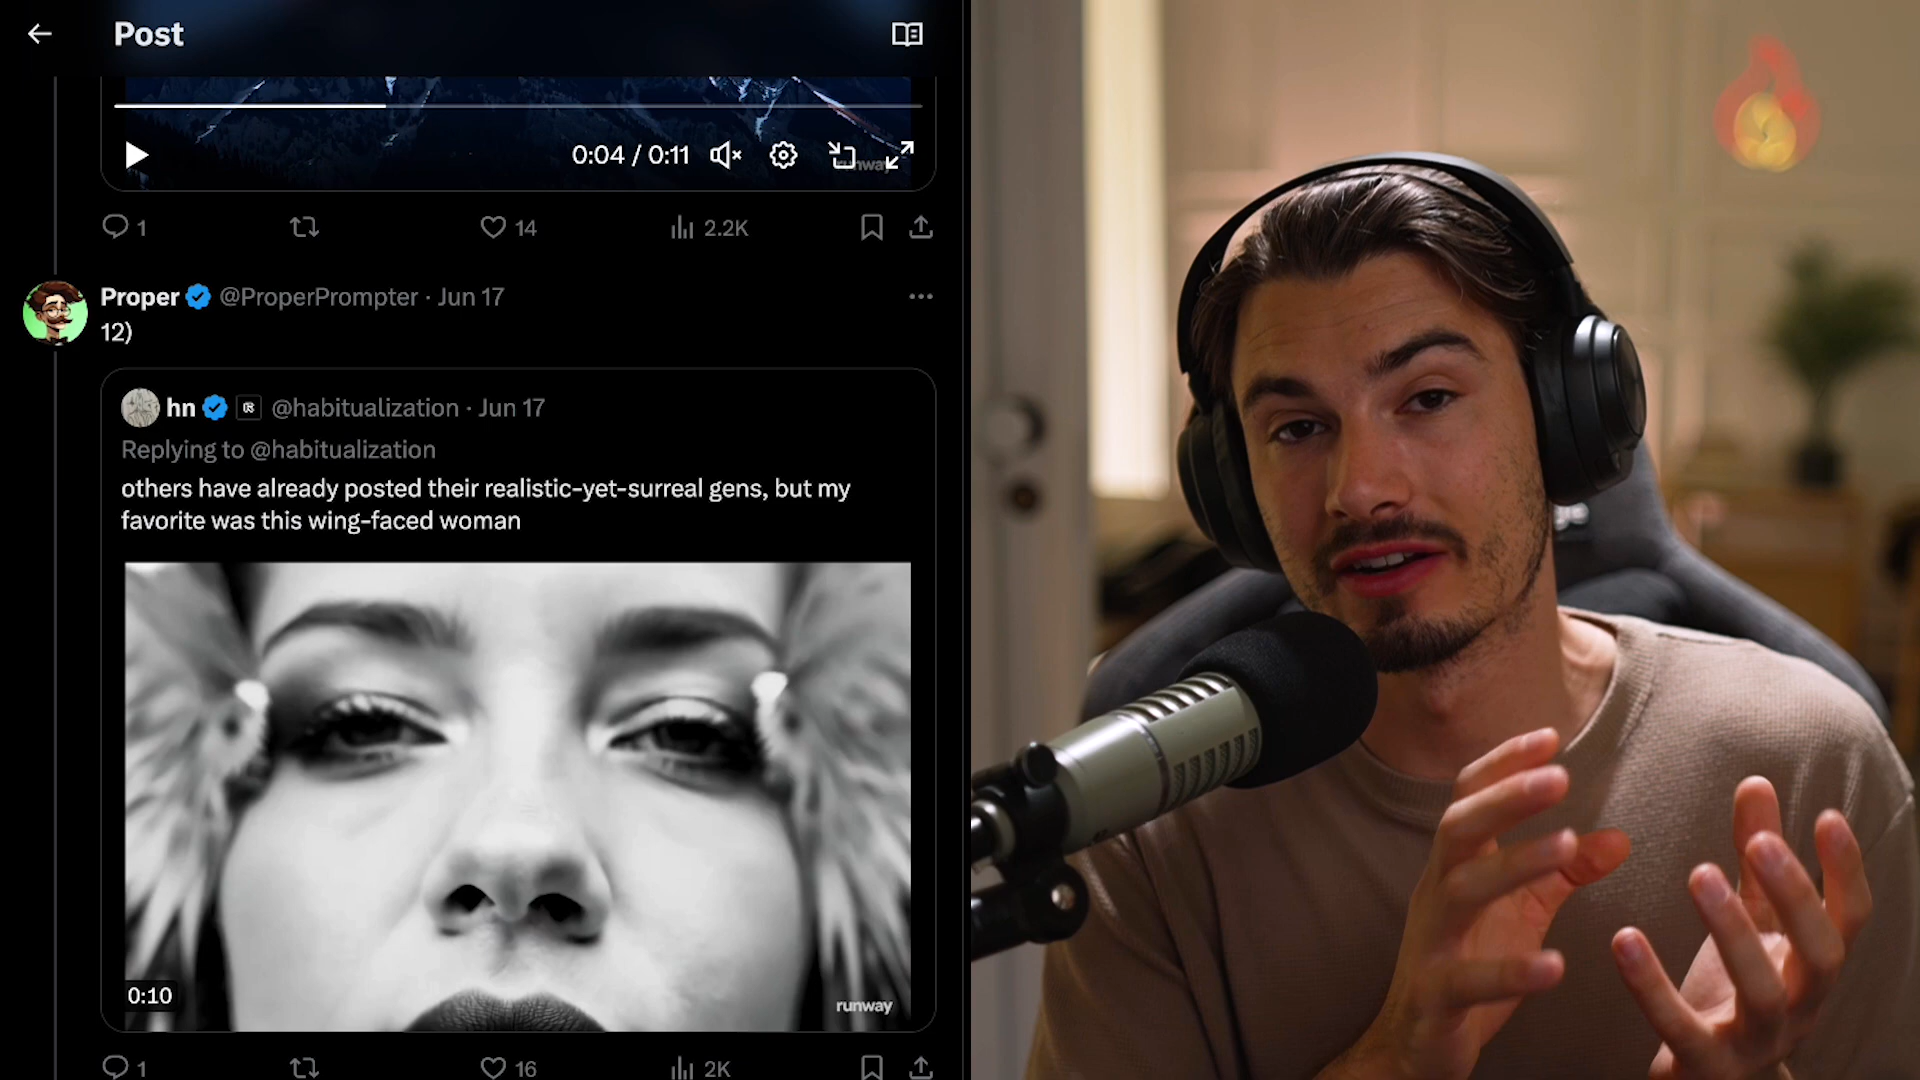 Post
0:04 / 0:11
1
14
2.2K
Proper @ProperPrompter · Jun 17
12)
hn @habitualization · Jun 17
Replying to @habitualization
others have already posted their realistic-yet-surreal gens, but my
favorite was this wing-faced woman
0:10
runway
1
16
2K